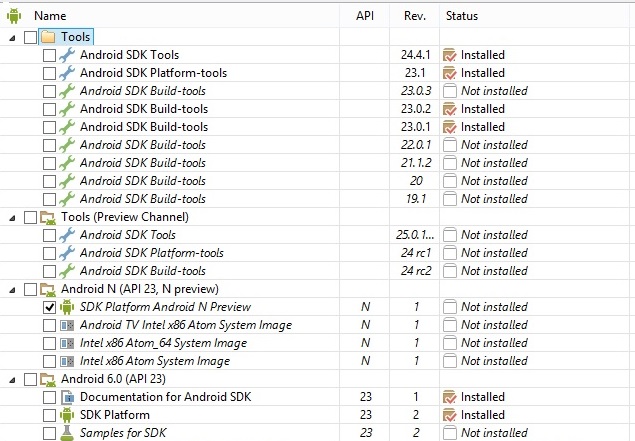 Name API Rev. Status
Tools
Android SDK Tools 24.4.1 Installed
Android SDK Platform-tools 23.1 Installed
Android SDK Build-tools 23.0.3 Not installed
Android SDK Build-tools 23.0.2 Installed
Android SDK Build-tools 23.0.1 Installed
Android SDK Build-tools 22.0.1 Not installed
Android SDK Build-tools 21.1.2 Not installed
Android SDK Build-tools 20 Not installed
Android SDK Build-tools 19.1 Not installed
Tools (Preview Channel)
Android SDK Tools 25.0.1... Not installed
Android SDK Platform-tools 24 rc1 Not installed
Android SDK Build-tools 24 rc2 Not installed
Android N (API 23, N preview)
SDK Platform Android N Preview N 1 Not installed
Android TV Intel x86 Atom System Image N 1 Not installed
Intel x86 Atom_64 System Image N 1 Not installed
Intel x86 Atom System Image N 1 Not installed
Android 6.0 (API 23)
Documentation for Android SDK 23 1 Installed
SDK Platform 23 2 Installed
Samples for SDK 23 2 Not installed